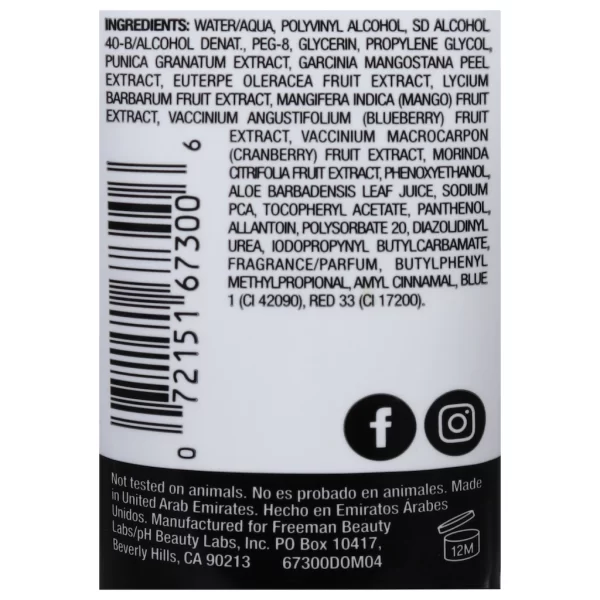 INGREDIENTS: WATER/AQUA, POLYVINYL ALCOHOL, SD ALCOHOL
40-B/ALCOHOL DENAT., PEG-8, GLYCERIN, PROPYLENE GLYCOL,
PUNICA GRANATUM EXTRACT, GARCINIA MANGOSTANA PEEL
EXTRACT, EUTERPE OLERACEA FRUIT EXTRACT, LYCIUM
BARBARUM FRUIT EXTRACT, MANGIFERA INDICA (MANGO) FRUIT
EXTRACT, VACCINIUM ANGUSTIFOLIUM (BLUEBERRY) FRUIT
EXTRACT, VACCINIUM MACROCARPON
(CRANBERRY) FRUIT EXTRACT, MORINDA
CITRIFOLIA FRUIT EXTRACT, PHENOXYETHANOL,
ALOE BARBADENSIS LEAF JUICE, SODIUM
PCA, TOCOPHERYL ACETATE, PANTHENOL,
ALLANTOIN, POLYSORBATE 20, DIAZOLIDINYL
UREA, IODOPROPYNYL BUTYLCARBAMATE,
FRAGRANCE/PARFUM, BUTYLPHENYL
METHYLPROPIONAL, AMYL CINNAMAL, BLUE
1 (CI 42090), RED 33 (CI 17200).
0 72151 67300 6
f
Not tested on animals. No es probado en animales. Made
in United Arab Emirates. Hecho en Emiratos Árabes
Unidos. Manufactured for Freeman Beauty
Labs/pH Beauty Labs, Inc. PO Box 10417,
Beverly Hills, CA 90213 67300DOM04
12M